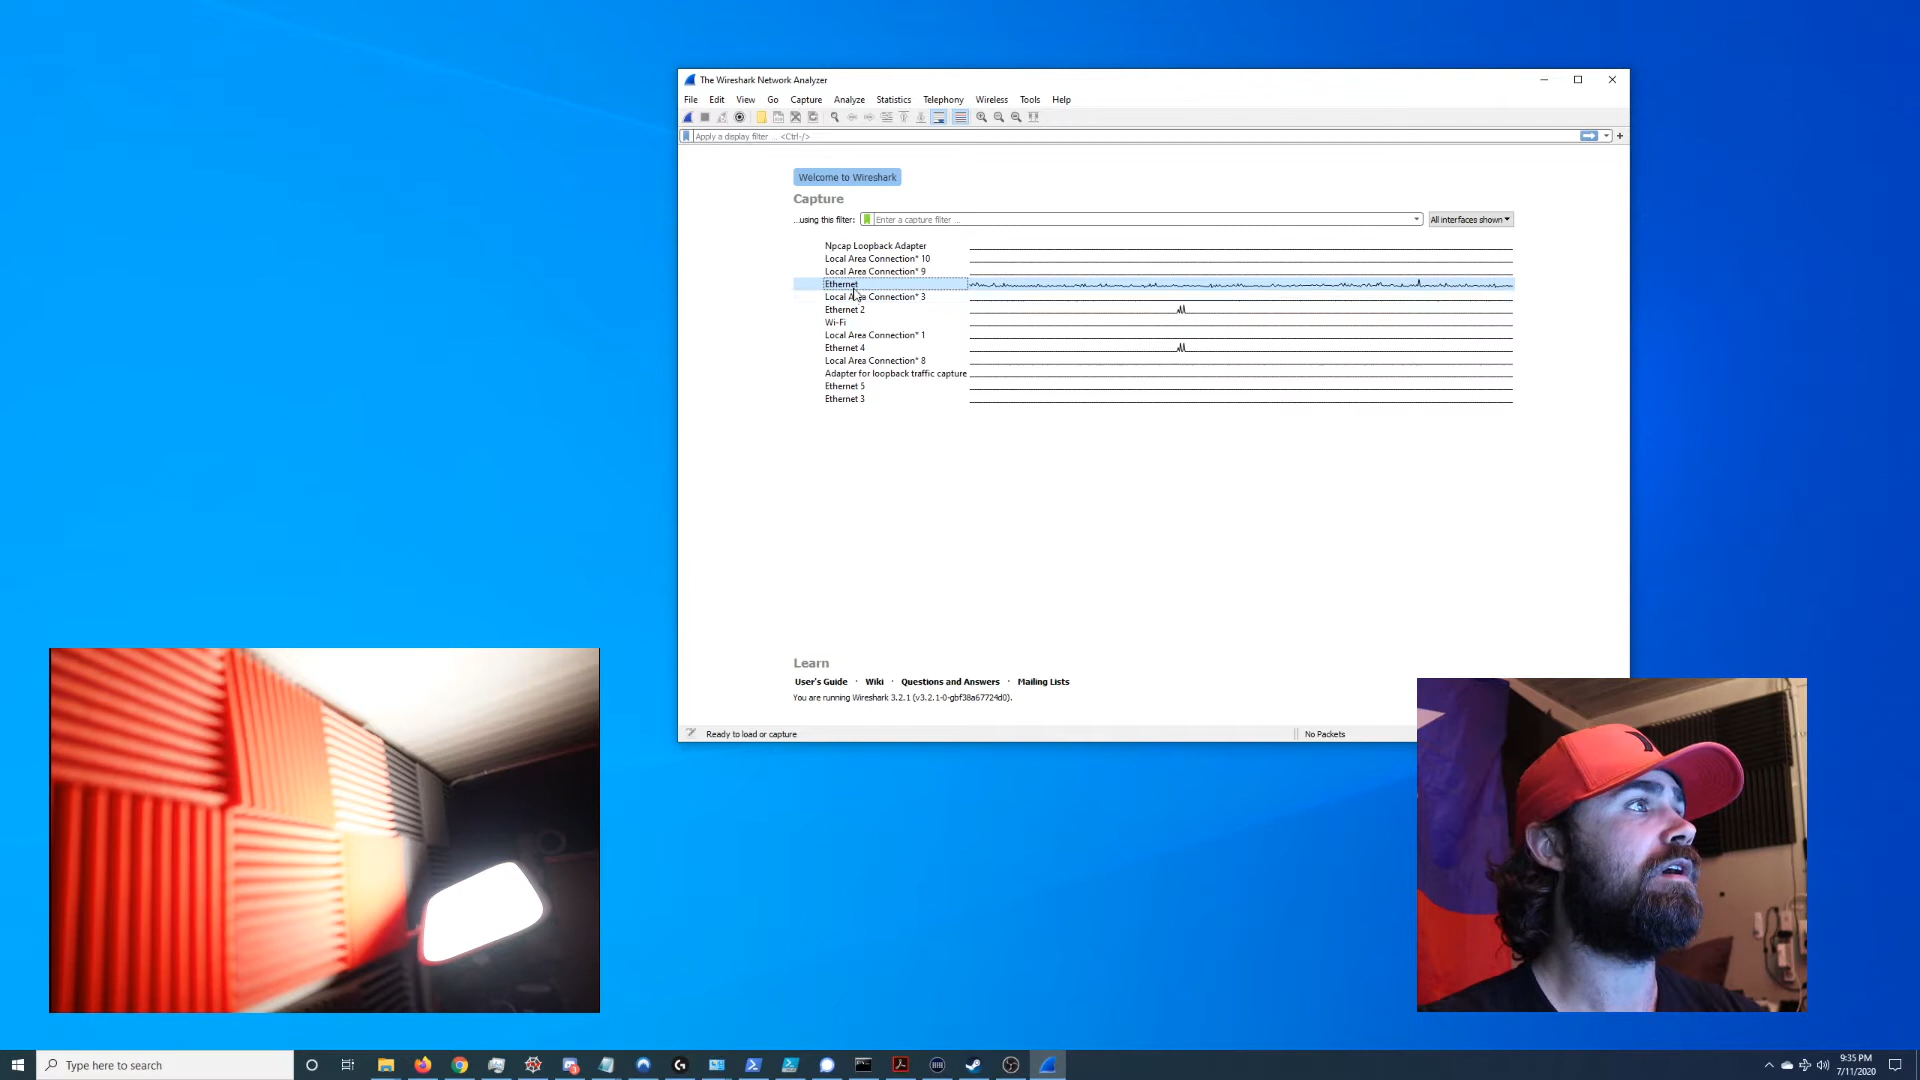 The Wireshark Network Analyzer
File Edit View Go Capture Analyze Statistics Telephony Wireless Tools Help
Apply a display filter ... <Ctrl-/>
Welcome to Wireshark
Capture
...using this filter: Enter a capture filter ... All interfaces shown
Npcap Loopback Adapter
Local Area Connection* 10
Local Area Connection* 9
Ethernet
Local Area Connection* 3
Ethernet 2
Wi-Fi
Local Area Connection* 1
Ethernet 4
Local Area Connection* 8
Adapter for loopback traffic capture
Ethernet 5
Ethernet 3
Learn
User's Guide · Wiki · Questions and Answers · Mailing Lists
You are running Wireshark 3.2.1 (v3.2.1-0-gbf38a67724d0).
Ready to load or capture No Packets
Type here to search
9:35 PM
7/11/2020